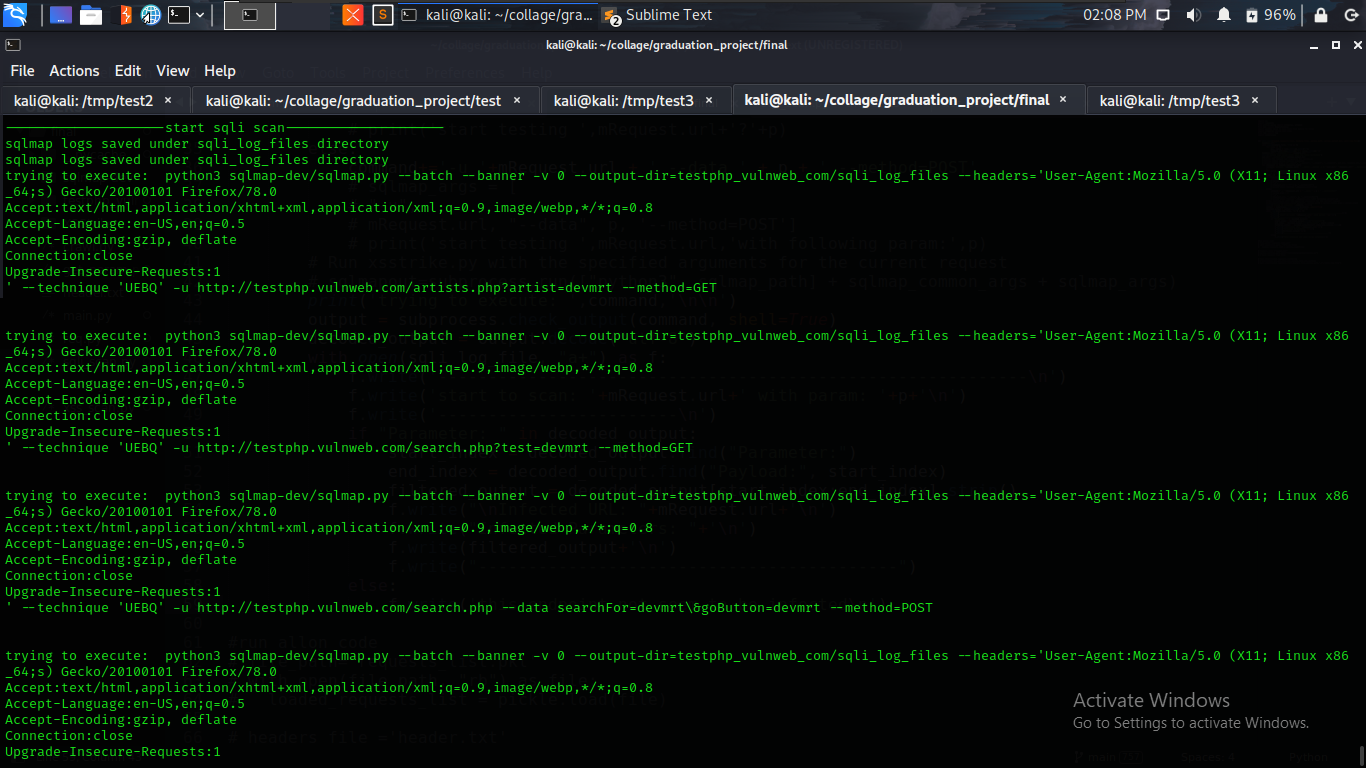 kali@kali: ~/collage/gra...
2
Sublime Text
02:08 PM
96%
kali@kali: ~/collage/graduation_project/final
File Actions Edit View Help
kali@kali: /tmp/test2
kali@kali: ~/collage/graduation_project/test
kali@kali: /tmp/test3
kali@kali: ~/collage/graduation_project/final
kali@kali: /tmp/test3
────────────────────start sqli scan────────────────────
sqlmap logs saved under sqli_log_files directory
sqlmap logs saved under sqli_log_files directory
trying to execute:  python3 sqlmap-dev/sqlmap.py --batch --banner -v 0 --output-dir=testphp_vulnweb_com/sqli_log_files --headers='User-Agent:Mozilla/5.0 (X11; Linux x86
_64;s) Gecko/20100101 Firefox/78.0
Accept:text/html,application/xhtml+xml,application/xml;q=0.9,image/webp,*/*;q=0.8
Accept-Language:en-US,en;q=0.5
Accept-Encoding:gzip, deflate
Connection:close
Upgrade-Insecure-Requests:1
' --technique 'UEBQ' -u http://testphp.vulnweb.com/artists.php?artist=devmrt --method=GET
trying to execute:  python3 sqlmap-dev/sqlmap.py --batch --banner -v 0 --output-dir=testphp_vulnweb_com/sqli_log_files --headers='User-Agent:Mozilla/5.0 (X11; Linux x86
_64;s) Gecko/20100101 Firefox/78.0
Accept:text/html,application/xhtml+xml,application/xml;q=0.9,image/webp,*/*;q=0.8
Accept-Language:en-US,en;q=0.5
Accept-Encoding:gzip, deflate
Connection:close
Upgrade-Insecure-Requests:1
' --technique 'UEBQ' -u http://testphp.vulnweb.com/search.php?test=devmrt --method=GET
trying to execute:  python3 sqlmap-dev/sqlmap.py --batch --banner -v 0 --output-dir=testphp_vulnweb_com/sqli_log_files --headers='User-Agent:Mozilla/5.0 (X11; Linux x86
_64;s) Gecko/20100101 Firefox/78.0
Accept:text/html,application/xhtml+xml,application/xml;q=0.9,image/webp,*/*;q=0.8
Accept-Language:en-US,en;q=0.5
Accept-Encoding:gzip, deflate
Connection:close
Upgrade-Insecure-Requests:1
' --technique 'UEBQ' -u http://testphp.vulnweb.com/search.php --data searchFor=devmrt\&goButton=devmrt --method=POST
trying to execute:  python3 sqlmap-dev/sqlmap.py --batch --banner -v 0 --output-dir=testphp_vulnweb_com/sqli_log_files --headers='User-Agent:Mozilla/5.0 (X11; Linux x86
_64;s) Gecko/20100101 Firefox/78.0
Accept:text/html,application/xhtml+xml,application/xml;q=0.9,image/webp,*/*;q=0.8
Accept-Language:en-US,en;q=0.5
Accept-Encoding:gzip, deflate
Connection:close
Upgrade-Insecure-Requests:1
Activate Windows
Go to Settings to activate Windows.